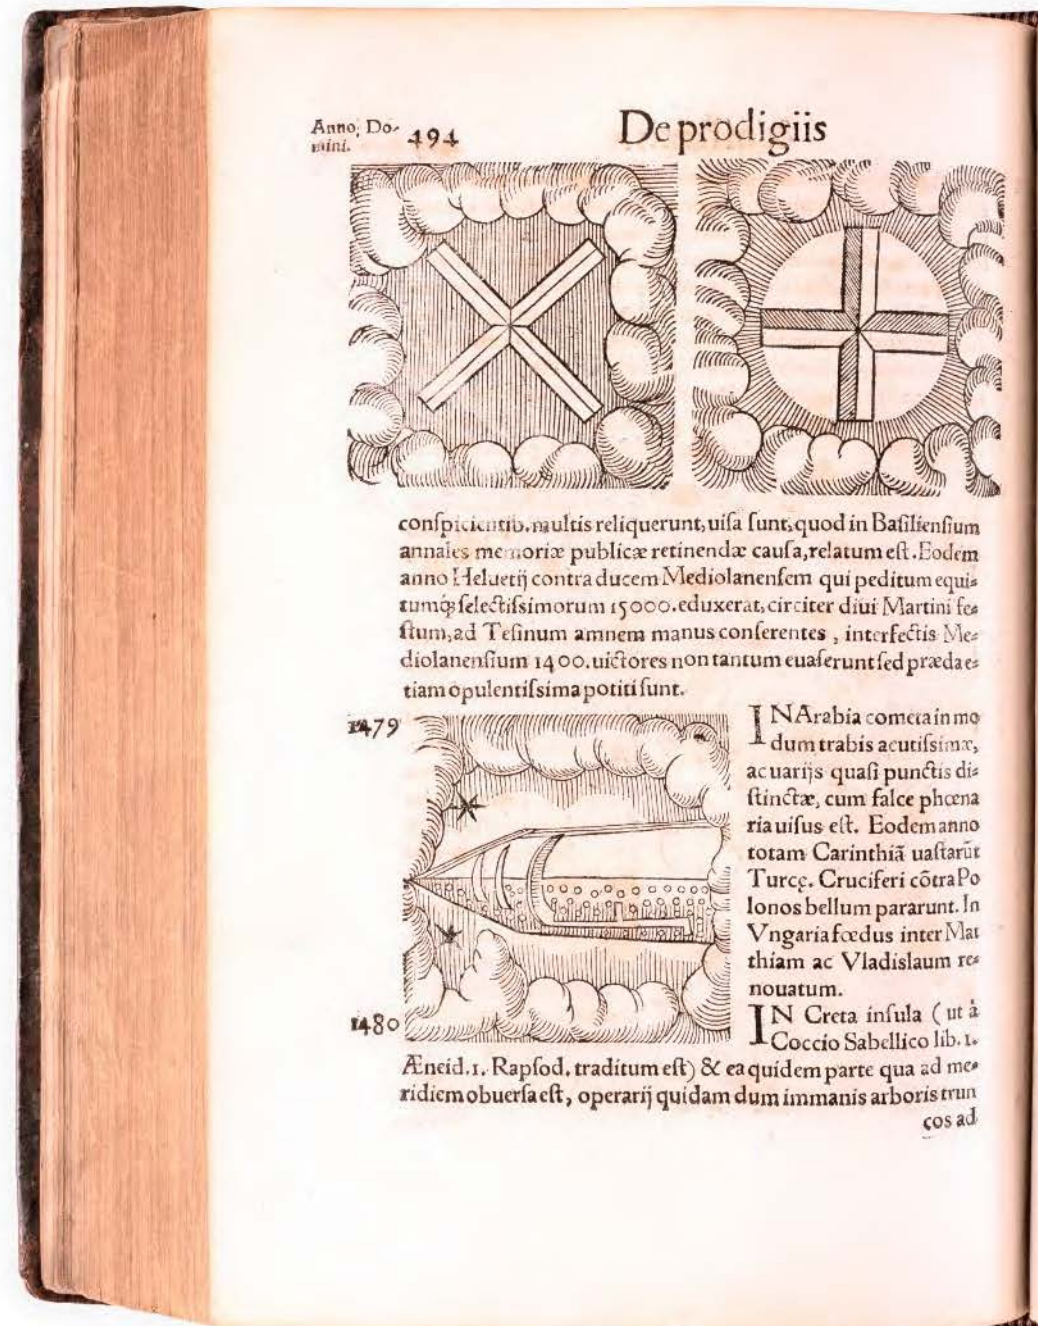 Anno, Do-
mini.
494
De prodigiis
conſpicientib. multis reliquerunt, uiſa ſunt, quod in Baſilienſium
annales memoriæ publicæ retinendæ cauſa, relatum eſt. Eodem
anno Heluetij contra ducem Mediolanenſem qui peditum equi-
tumq́ꝫ ſelectiſsimorum 15000. eduxerat, circiter diui Martini fe-
ſtum, ad Teſinum amnem manus conſerentes, interfectis Me-
diolanenſium 1400. uictores non tantum euaſerunt ſed præda e-
tiam opulentiſsima potiti ſunt.
1479
IN Arabia cometa in mo
dum trabis acutiſsimæ,
ac uarijs quaſi punctis di-
ſtinctæ, cum falce phœna
ria uiſus eſt. Eodem anno
totam Carinthiã uaſtarũt
Turcę. Cruciferi cõtra Po
lonos bellum pararunt. In
Vngaria fœdus inter Mat
thiam ac Vladislaum re-
nouatum.
1480
IN Creta inſula (ut à
Coccio Sabellico lib. 1.
Æneid. 1. Rapſod. traditum eſt) & ea quidem parte qua ad me-
ridiem obuerſa eſt, operarij quidam dum immanis arboris trun
cos ad